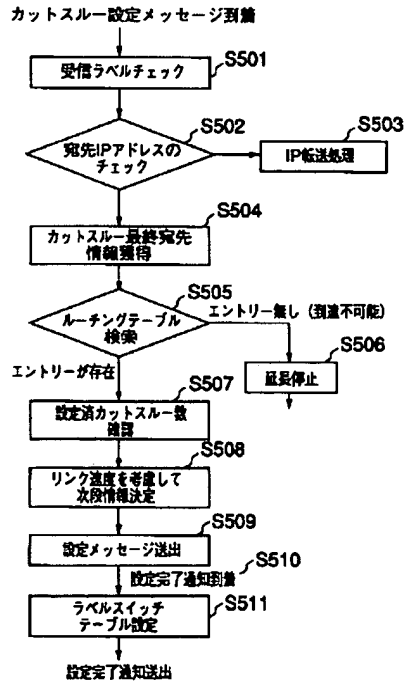 カットスルー設定メッセージ到着
S501
受信ラベルチェック
S502
宛先IPアドレスの
チェック
S503
IP転送処理
S504
カットスルー最終宛先
情報獲得
S505
ルーチングテーブル
検索
エントリー無し（到達不可能）
S506
延長停止
エントリーが存在
S507
設定済カットスルー数
確認
S508
リンク速度を考慮して
次段情報決定
S509
設定メッセージ送出
S510
設定完了通知到着
S511
ラベルスイッチ
テーブル設定
設定完了通知送出